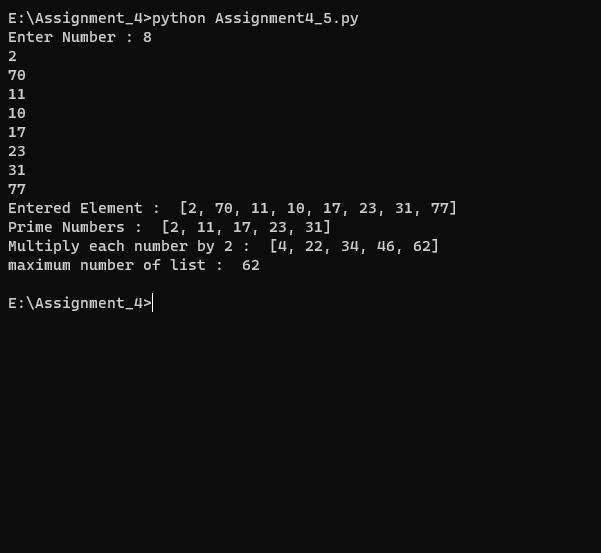 E:\Assignment_4>python Assignment4_5.py
Enter Number : 8
2
70
11
10
17
23
31
77
Entered Element :  [2, 70, 11, 10, 17, 23, 31, 77]
Prime Numbers :  [2, 11, 17, 23, 31]
Multiply each number by 2 :  [4, 22, 34, 46, 62]
maximum number of list :  62
E:\Assignment_4>